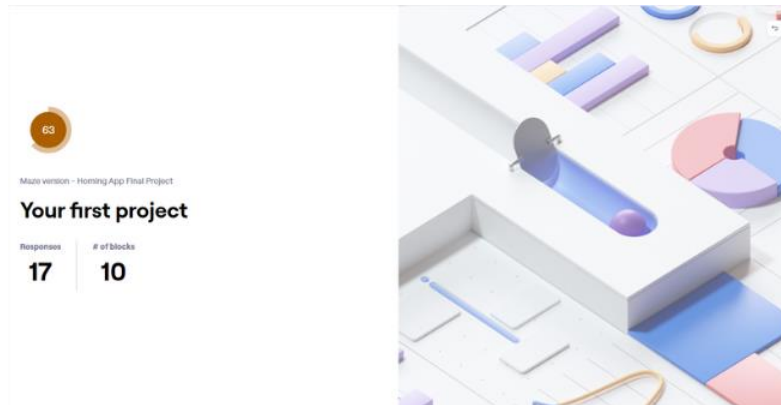 63
Maze version - Homing App Final Project
Your first project
Responses # of blocks
17 10